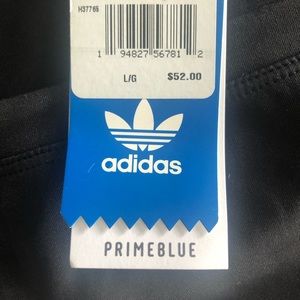 H37766
1 94827 56781 2
L/G $52.00
adidas
PRIMEBLUE